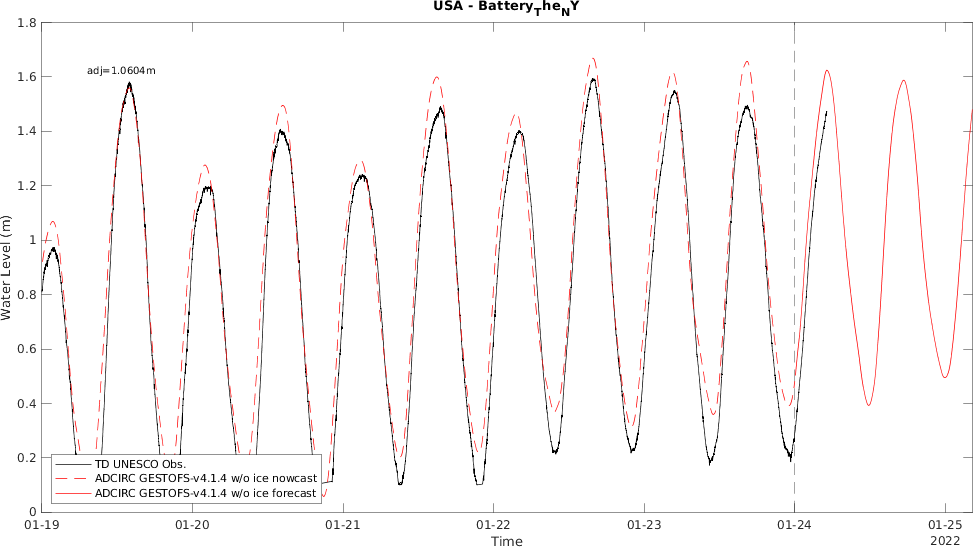 USA - BatteryTheNY
1.8
1.6
1.4
1.2
1
0.8
0.6
0.4
0.2
0
Water Level (m)
adj=1.0604m
TD UNESCO Obs.
ADCIRC GESTOFS-v4.1.4 w/o ice nowcast
ADCIRC GESTOFS-v4.1.4 w/o ice forecast
01-19 01-20 01-21 01-22 01-23 01-24 01-25
Time 2022